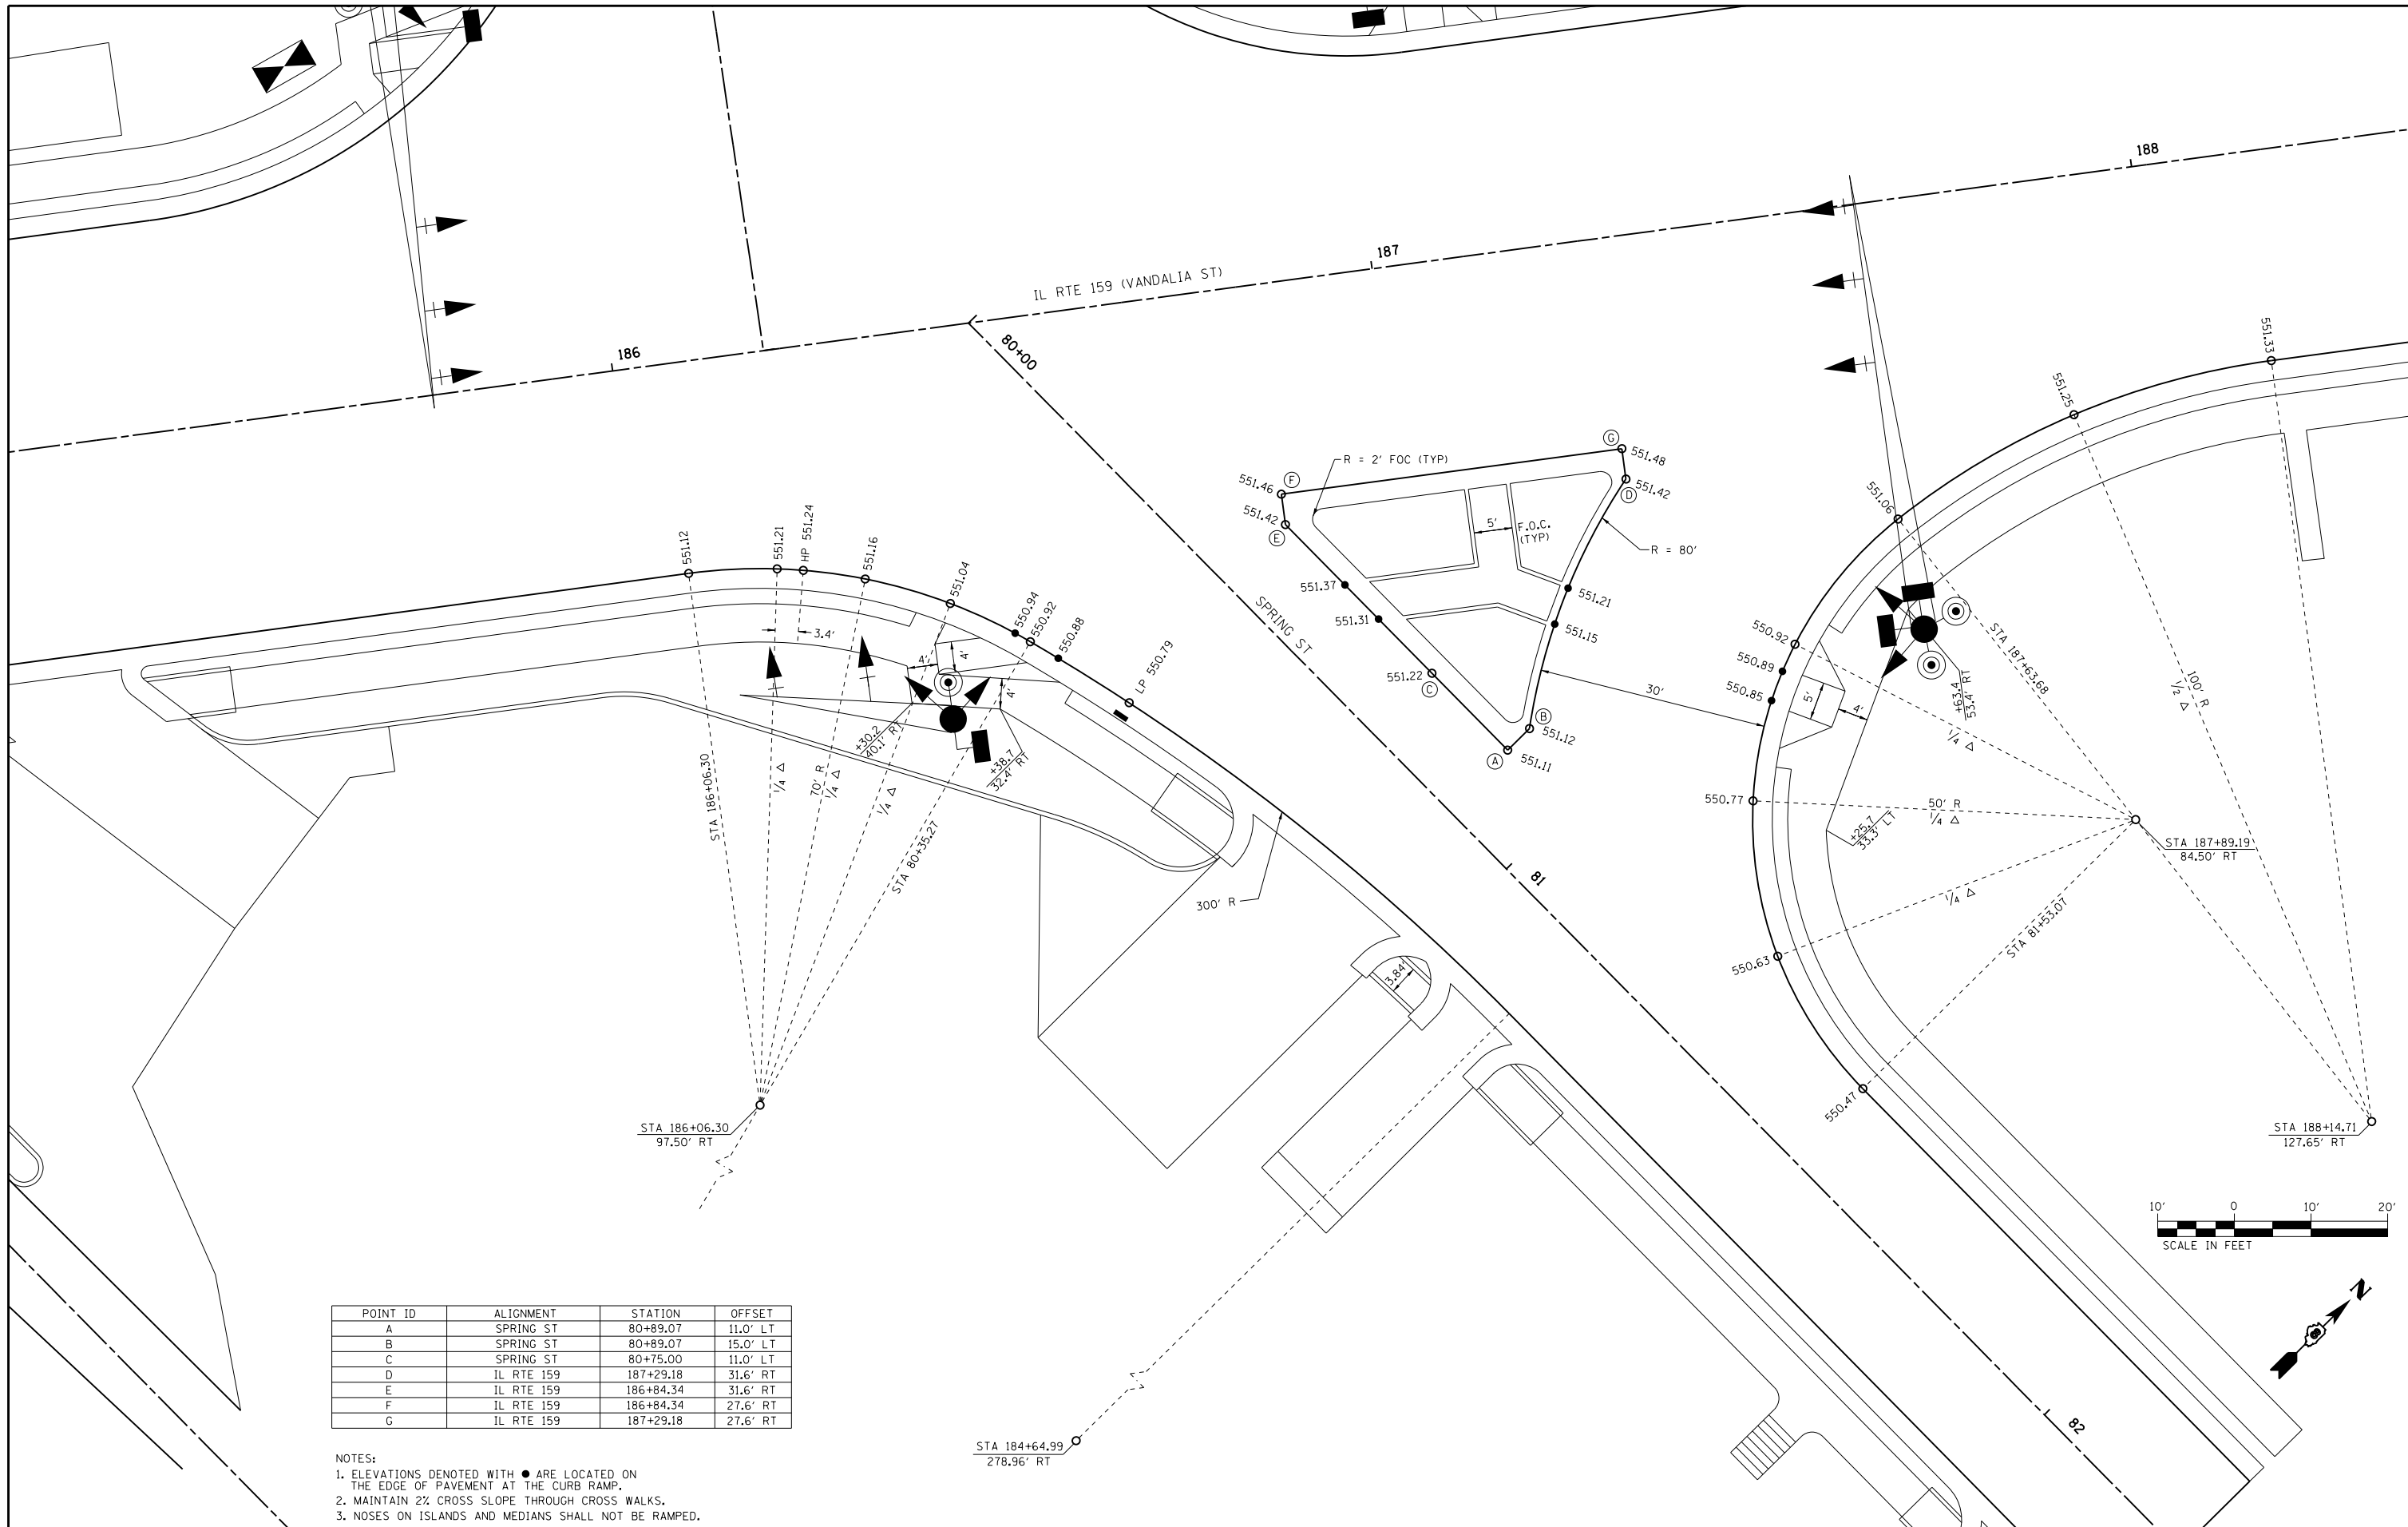 188
187
IL RTE 159 (VANDALIA ST)
186
80+00
SPRING ST
81
82
551.33
551.25
551.06
550.92
550.89
550.85
550.77
550.63
550.47
STA 187+63.68
100' R
1/2 Δ
+63.4
53.4' RT
1/4 Δ
5'
4'
50' R
1/4 Δ
+25.7
33.3' LT
1/4 Δ
STA 81+53.07
STA 187+89.19
84.50' RT
STA 188+14.71
127.65' RT
G
551.48
R = 2' FOC (TYP)
551.46
F
551.42
D
551.42
E
5'
F.O.C.
(TYP)
R = 80'
551.37
551.21
551.31
551.15
551.22
C
30'
B
551.12
A
551.11
551.12
551.21
HP 551.24
551.16
551.04
550.94
550.92
550.88
LP 550.79
3.4'
4'
4'
4'
+30.2
40.1' RT
+38.7
32.4' RT
STA 186+06.30
1/4 Δ
70' R
1/4 Δ
1/4 Δ
STA 80+35.27
300' R
3.84'
STA 186+06.30
97.50' RT
STA 184+64.99
278.96' RT
10' 0 10' 20'
SCALE IN FEET
N
POINT ID ALIGNMENT STATION OFFSET
A SPRING ST 80+89.07 11.0' LT
B SPRING ST 80+89.07 15.0' LT
C SPRING ST 80+75.00 11.0' LT
D IL RTE 159 187+29.18 31.6' RT
E IL RTE 159 186+84.34 31.6' RT
F IL RTE 159 186+84.34 27.6' RT
G IL RTE 159 187+29.18 27.6' RT
NOTES:
1. ELEVATIONS DENOTED WITH ● ARE LOCATED ON
THE EDGE OF PAVEMENT AT THE CURB RAMP.
2. MAINTAIN 2% CROSS SLOPE THROUGH CROSS WALKS.
3. NOSES ON ISLANDS AND MEDIANS SHALL NOT BE RAMPED.